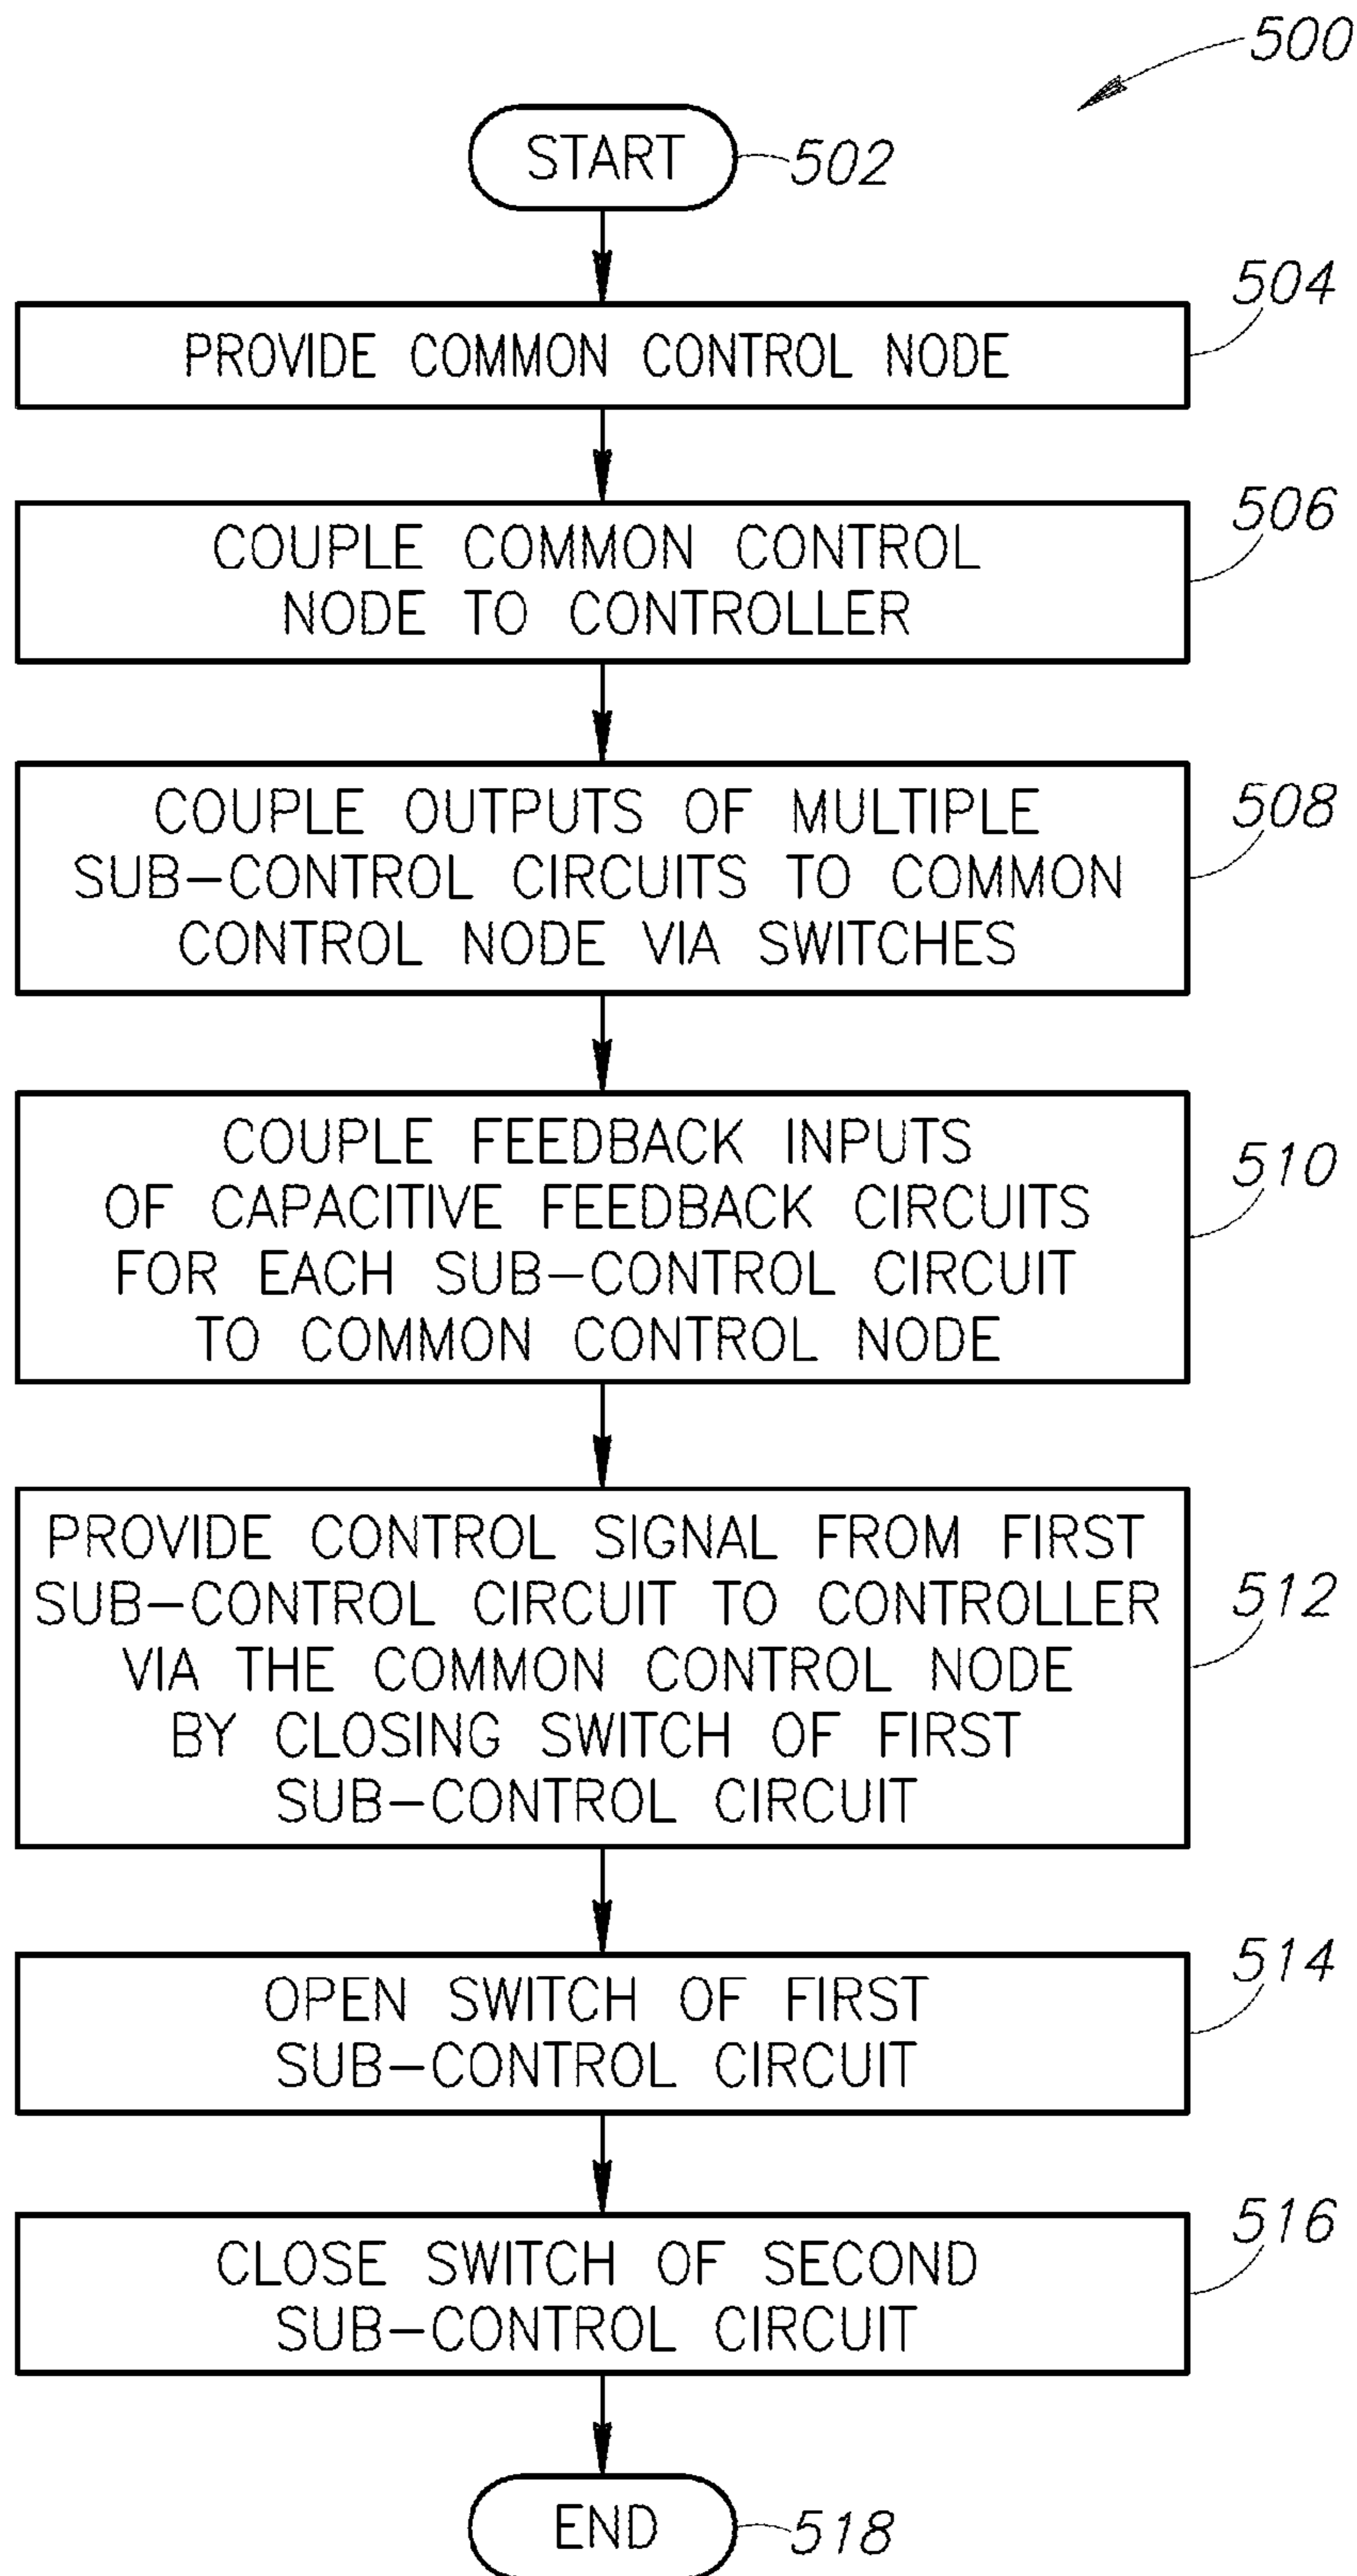 500
START
502
504
PROVIDE COMMON CONTROL NODE
506
COUPLE COMMON CONTROL
NODE TO CONTROLLER
508
COUPLE OUTPUTS OF MULTIPLE
SUB-CONTROL CIRCUITS TO COMMON
CONTROL NODE VIA SWITCHES
510
COUPLE FEEDBACK INPUTS
OF CAPACITIVE FEEDBACK CIRCUITS
FOR EACH SUB-CONTROL CIRCUIT
TO COMMON CONTROL NODE
512
PROVIDE CONTROL SIGNAL FROM FIRST
SUB-CONTROL CIRCUIT TO CONTROLLER
VIA THE COMMON CONTROL NODE
BY CLOSING SWITCH OF FIRST
SUB-CONTROL CIRCUIT
514
OPEN SWITCH OF FIRST
SUB-CONTROL CIRCUIT
516
CLOSE SWITCH OF SECOND
SUB-CONTROL CIRCUIT
END
518